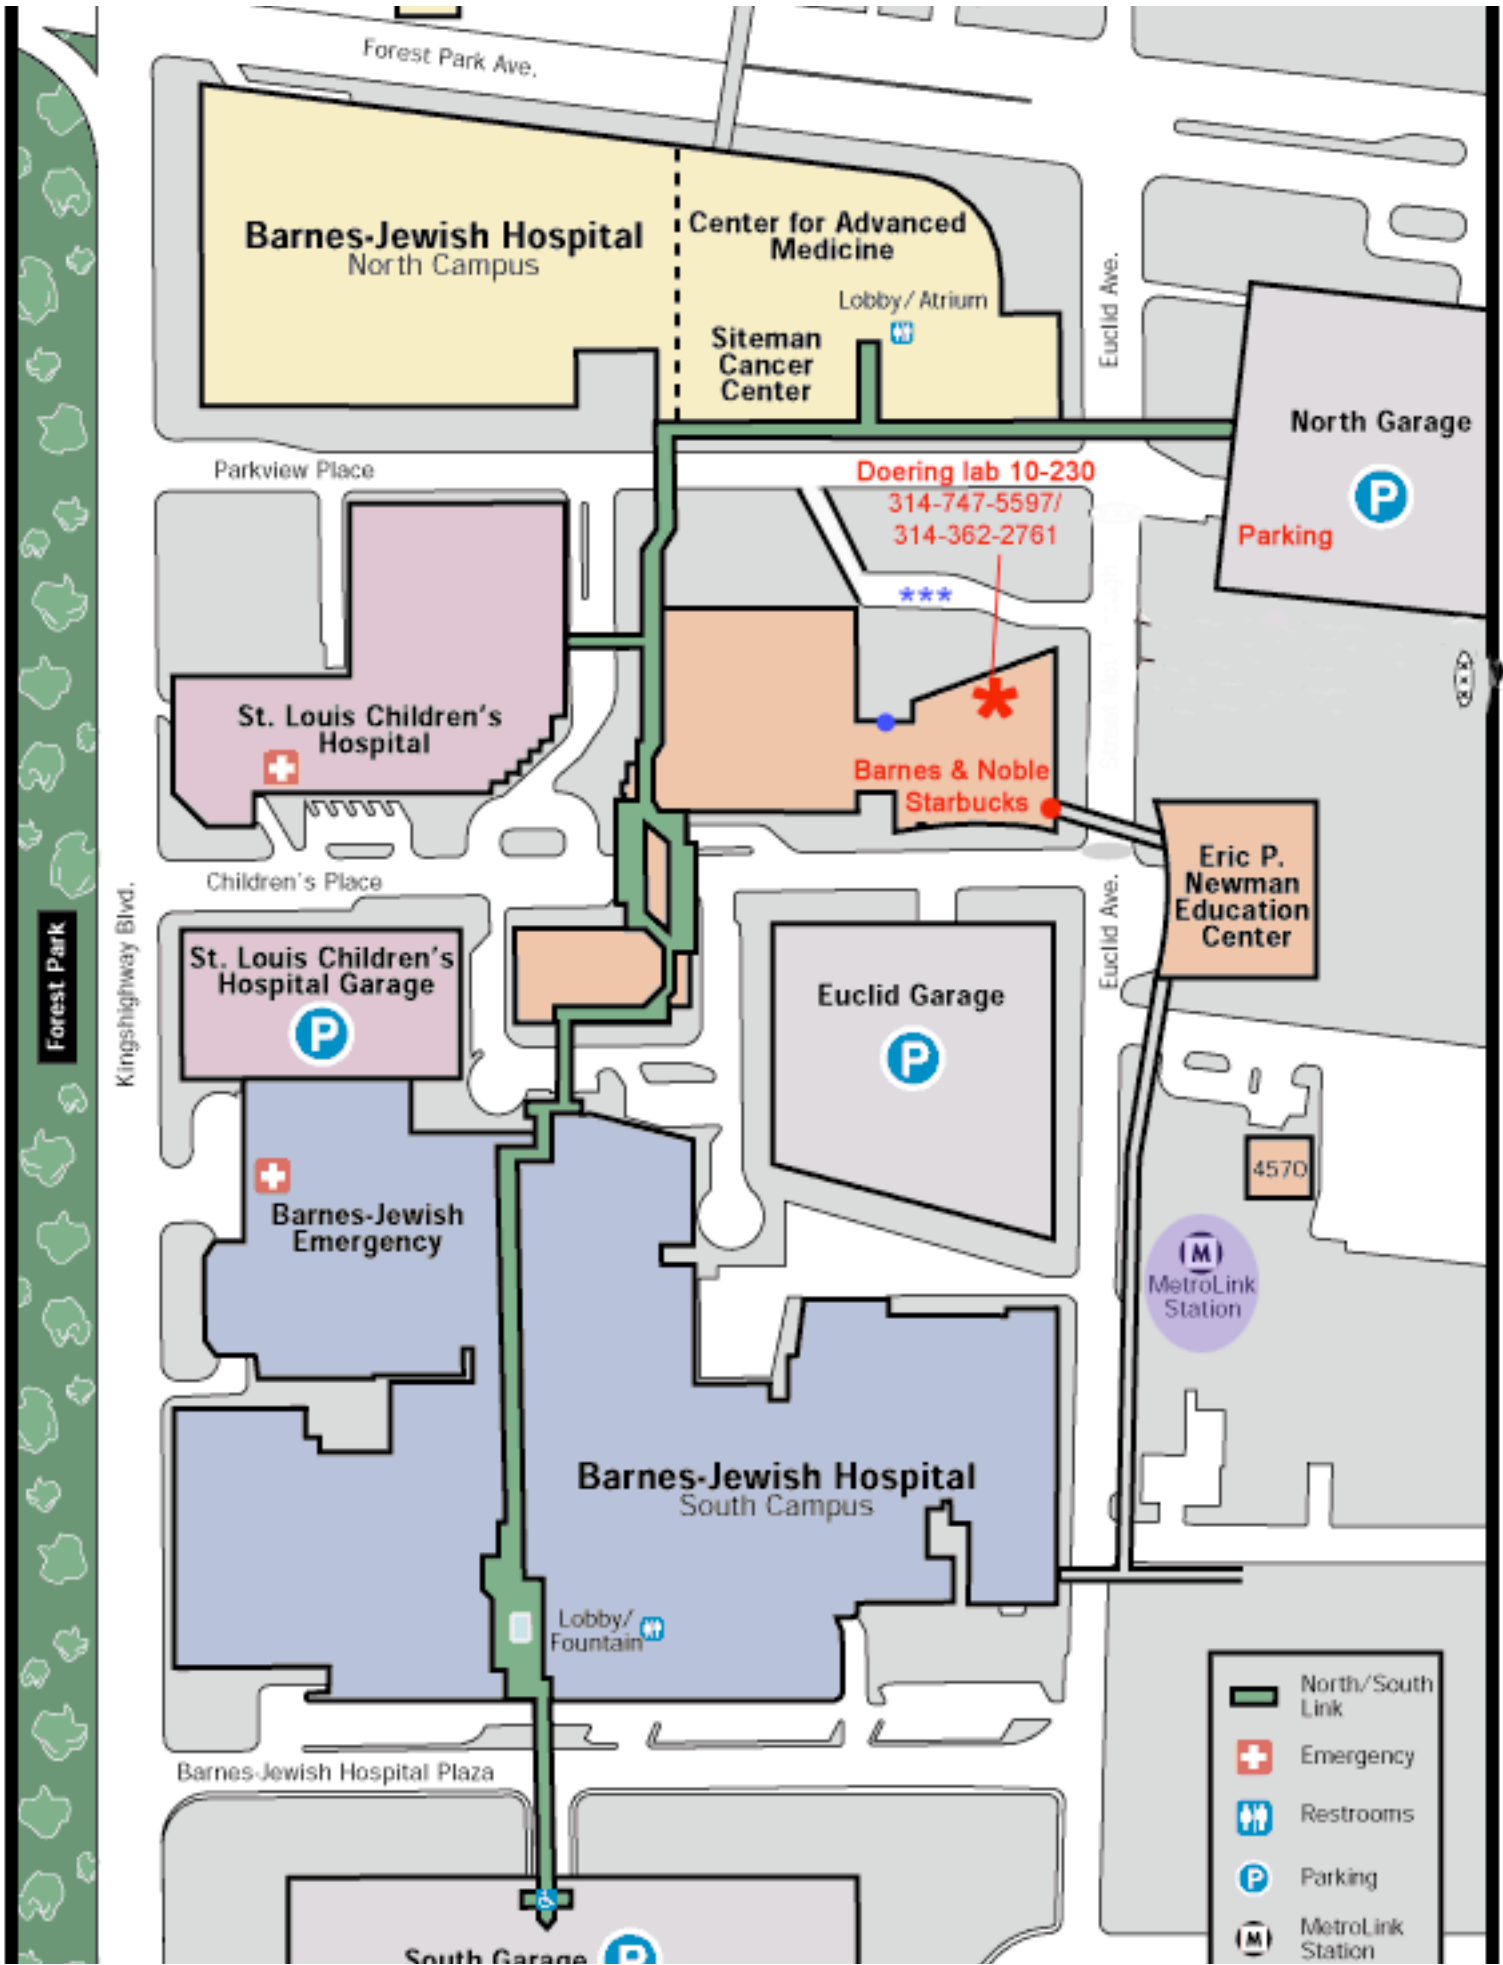 Forest Park Ave.
Barnes-Jewish Hospital
North Campus
Center for Advanced
Medicine
Lobby/Atrium
Siteman
Cancer
Center
Euclid Ave.
North Garage
P
Parking
Parkview Place
Doering lab 10-230
314-747-5597/
314-362-2761
***
*
St. Louis Children's
Hospital
Barnes & Noble
Starbucks
Eric P.
Newman
Education
Center
Children's Place
Kingshighway Blvd.
Forest Park
St. Louis Children's
Hospital Garage
P
Euclid Garage
P
Euclid Ave.
4570
M
MetroLink
Station
Barnes-Jewish
Emergency
Barnes-Jewish Hospital
South Campus
Lobby/
Fountain
Barnes-Jewish Hospital Plaza
South Garage
P
North/South
Link
Emergency
Restrooms
P
Parking
M
MetroLink
Station